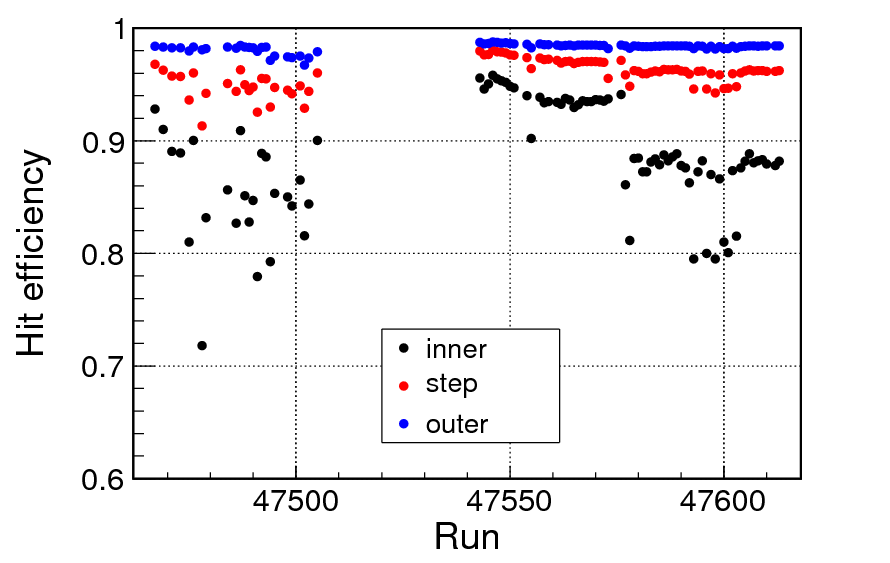 1
0.9
0.8
0.7
0.6
Hit efficiency
inner
step
outer
47500 47550 47600
Run